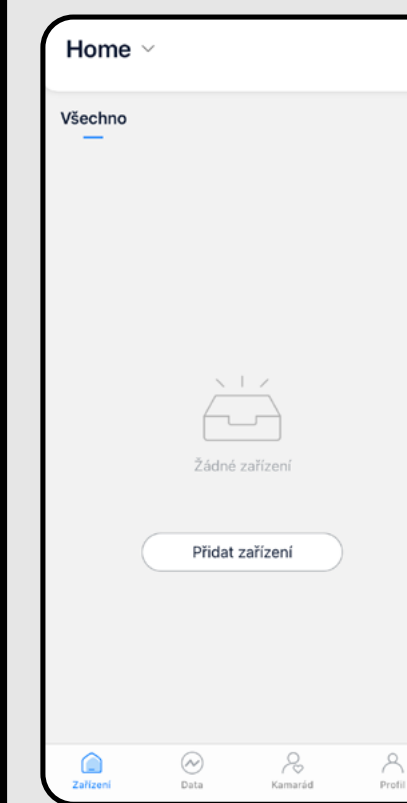 Home
Všechno
Žádné zařízení
Přidat zařízení
Zařízení Data Kamarád Profil